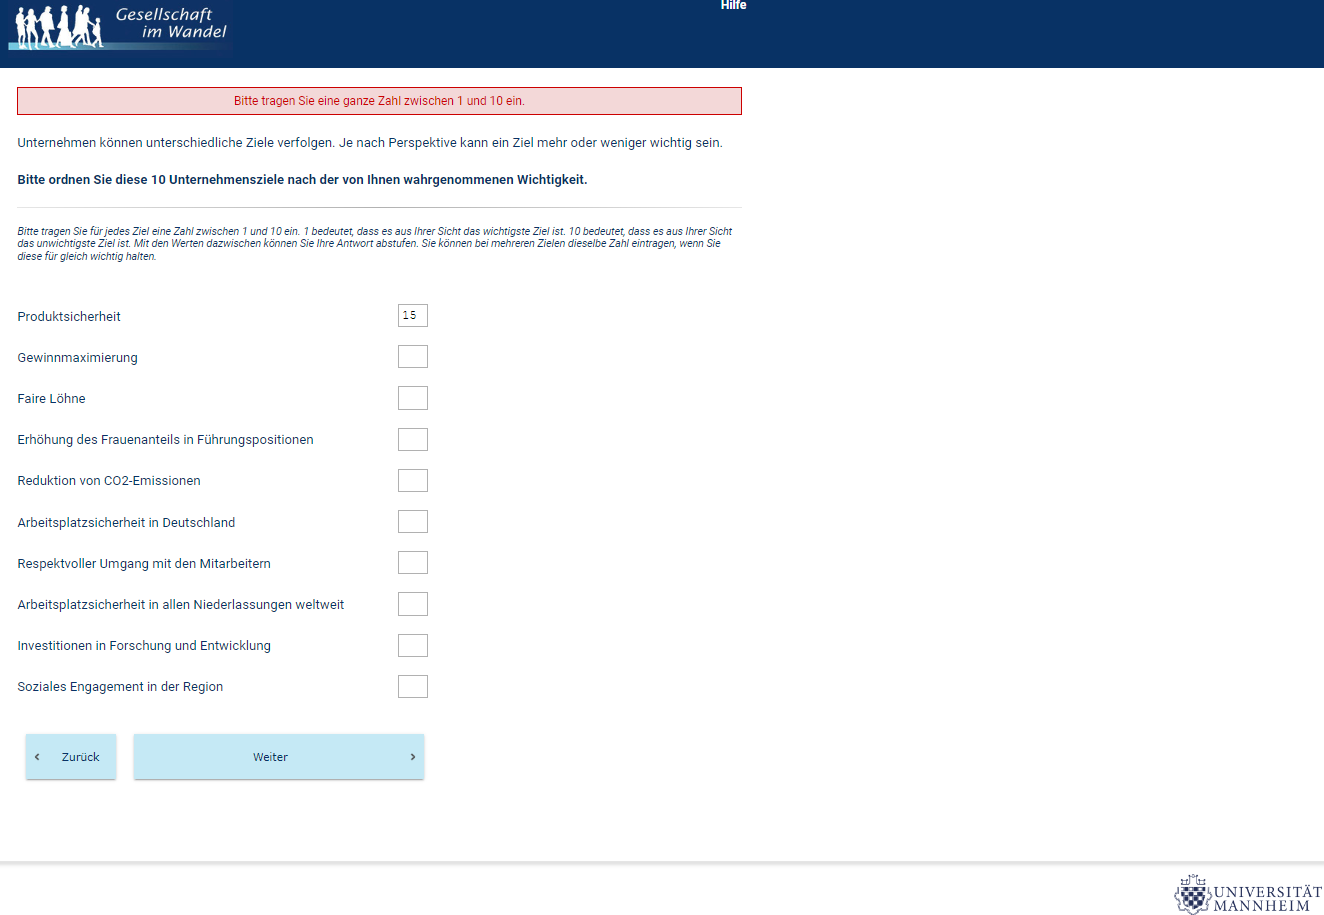 Gesellschaft
im Wandel
Hilfe
Bitte tragen Sie eine ganze Zahl zwischen 1 und 10 ein.
Unternehmen können unterschiedliche Ziele verfolgen. Je nach Perspektive kann ein Ziel mehr oder weniger wichtig sein.
Bitte ordnen Sie diese 10 Unternehmensziele nach der von Ihnen wahrgenommenen Wichtigkeit.
Bitte tragen Sie für jedes Ziel eine Zahl zwischen 1 und 10 ein. 1 bedeutet, dass es aus Ihrer Sicht das wichtigste Ziel ist. 10 bedeutet, dass es aus Ihrer Sicht
das unwichtigste Ziel ist. Mit den Werten dazwischen können Sie Ihre Antwort abstufen. Sie können bei mehreren Zielen dieselbe Zahl eintragen, wenn Sie
diese für gleich wichtig halten.
Produktsicherheit 15
Gewinnmaximierung
Faire Löhne
Erhöhung des Frauenanteils in Führungspositionen
Reduktion von CO2-Emissionen
Arbeitsplatzsicherheit in Deutschland
Respektvoller Umgang mit den Mitarbeitern
Arbeitsplatzsicherheit in allen Niederlassungen weltweit
Investitionen in Forschung und Entwicklung
Soziales Engagement in der Region
‹ Zurück Weiter ›
UNIVERSITÄT
MANNHEIM